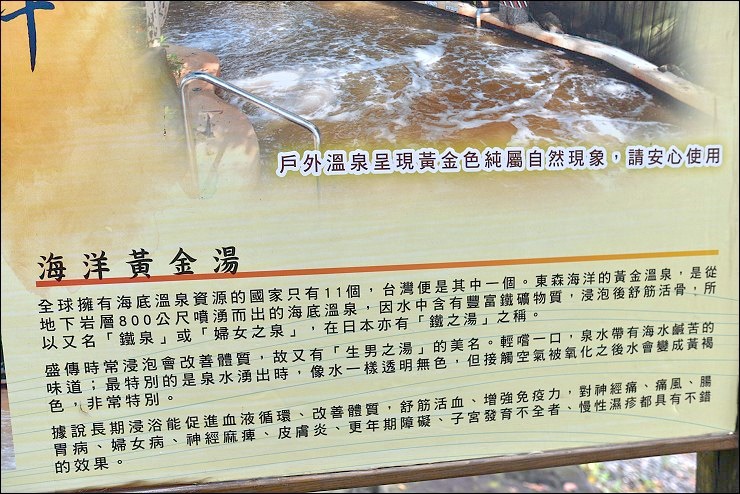 戶外溫泉呈現黃金色純屬自然現象，請安心使用
海洋黃金湯
全球擁有海底溫泉資源的國家只有11個，台灣便是其中一個。東森海洋的黃金溫泉，是從
地下岩層800公尺噴湧而出的海底溫泉，因水中含有豐富鐵礦物質，浸泡後舒筋活骨，所
以又名「鐵泉」或「婦女之泉」，在日本亦有「鐵之湯」之稱。
盛傳時常浸泡會改善體質，故又有「生男之湯」的美名。輕嚐一口，泉水帶有海水鹹苦的
味道；最特別的是泉水湧出時，像水一樣透明無色，但接觸空氣被氧化之後水會變成黃褐
色，非常特別。
據說長期浸浴能促進血液循環、改善體質，舒筋活血、增強免疫力，對神經痛、痛風、腸
胃病、婦女病、神經麻痺、皮膚炎、更年期障礙、子宮發育不全者、慢性濕疹都具有不錯
的效果。